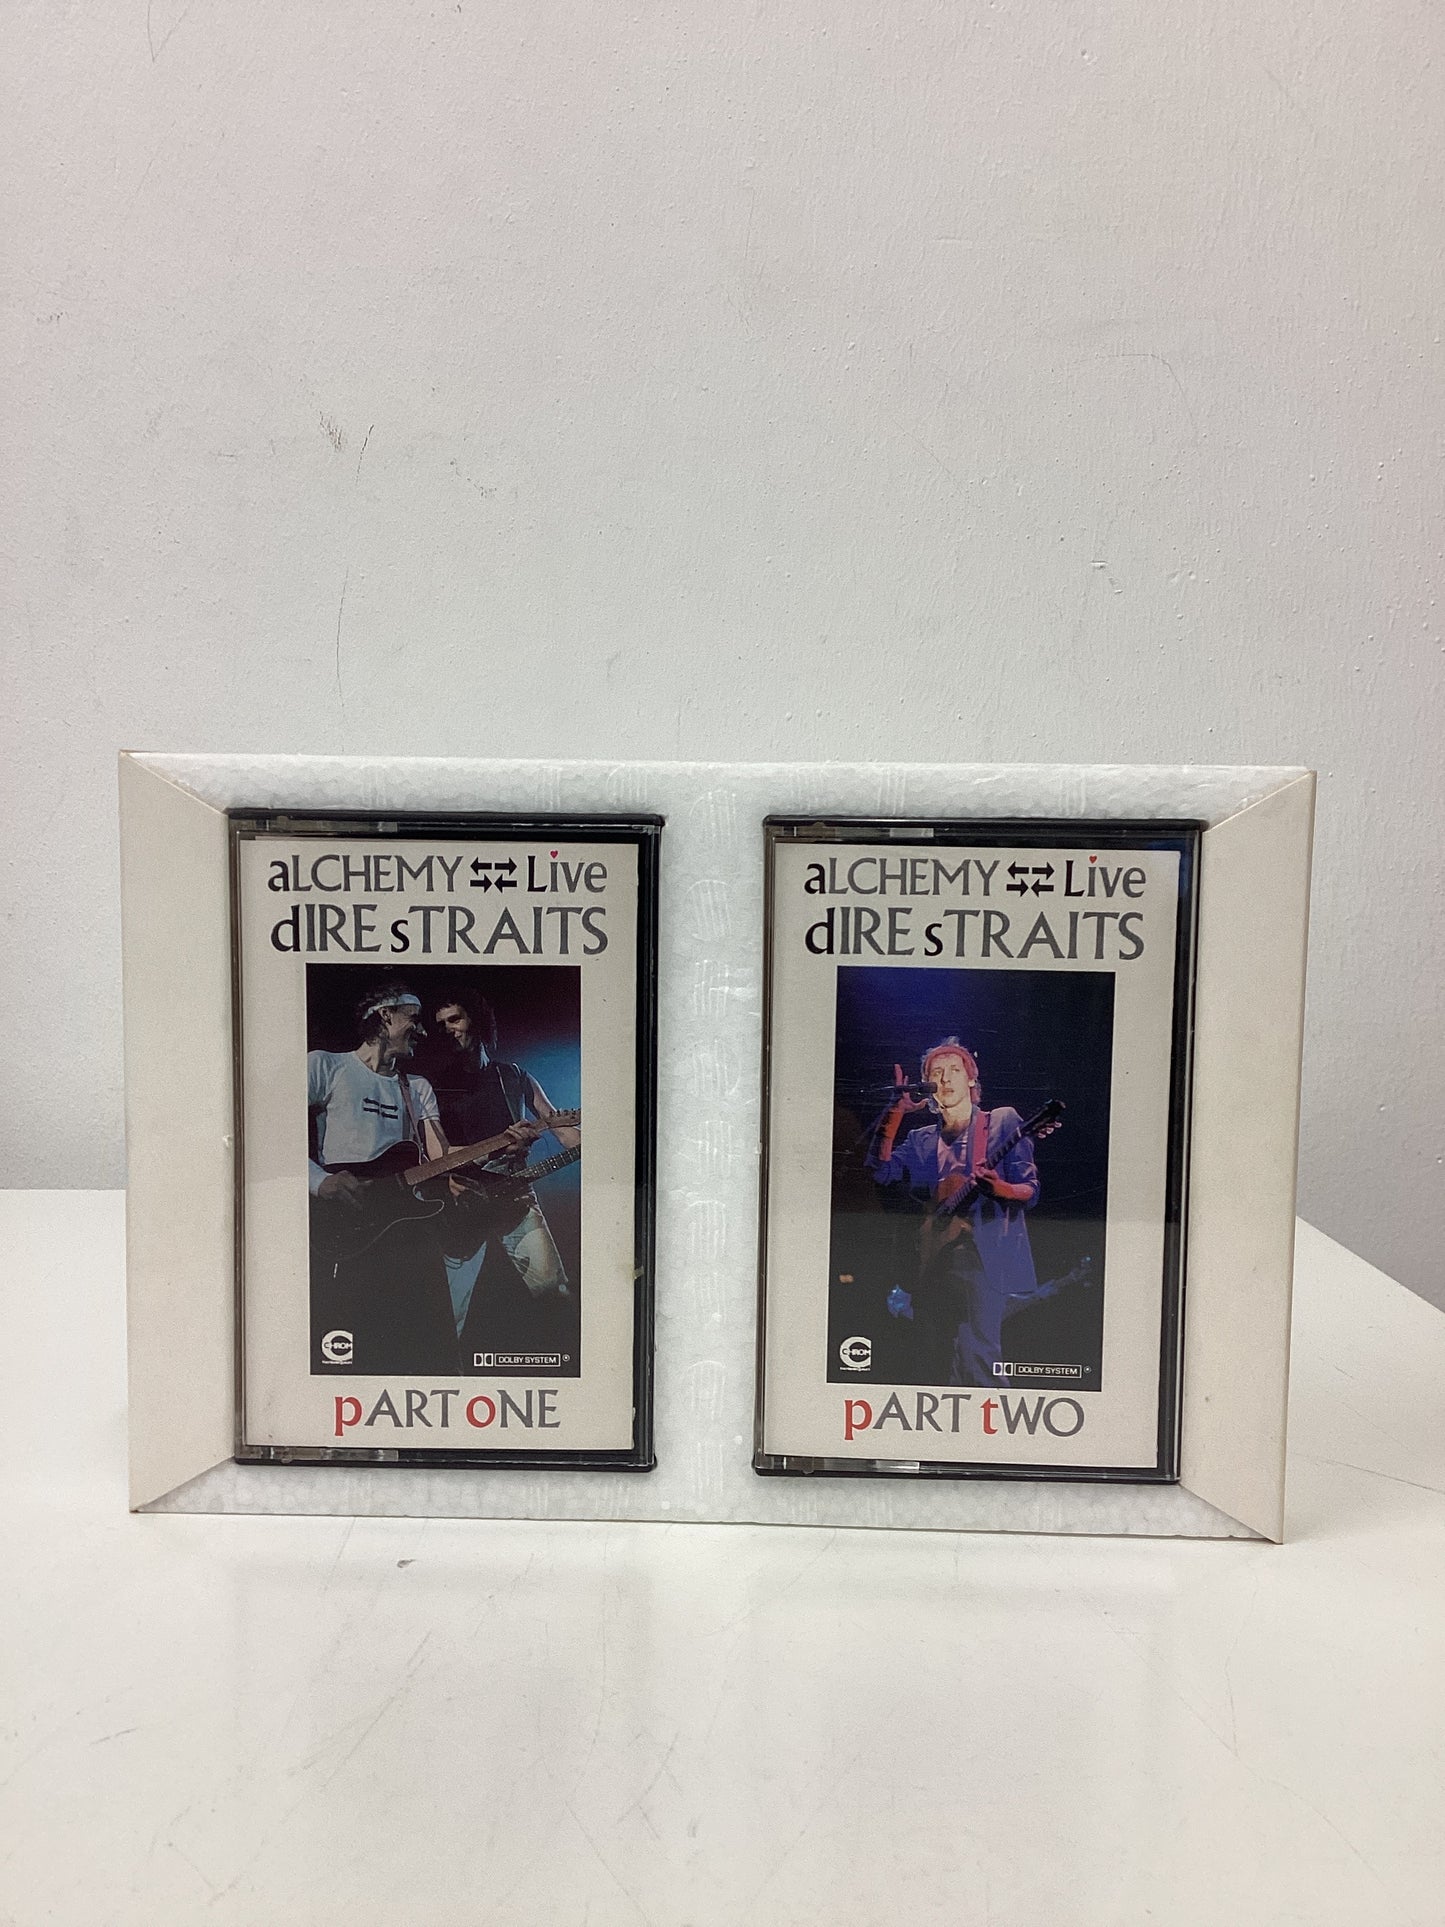 aLCHEMY Live
dIRE sTRAITS
CHROM
DOLBY SYSTEM ®
pART oNE
aLCHEMY Live
dIRE sTRAITS
CHROM
DOLBY SYSTEM ®
pART tWO